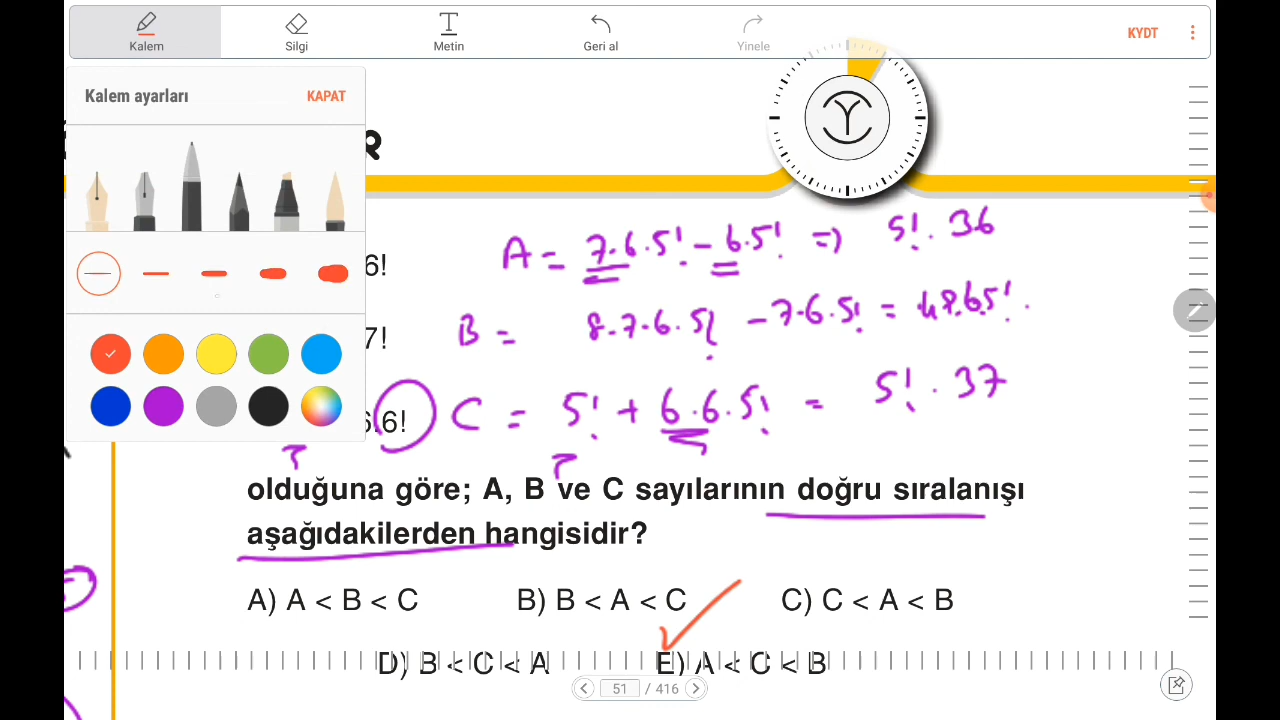 Kalem
Silgi
Metin
Geri al
Yinele
KYDT
Kalem ayarları
KAPAT
6!
A = 7.6.5! - 6.5! => 5!. 36
7!
B = 8.7.6.5! - 7.6.5! = 48.6.5!.
6.6!
C = 5! + 6.6.5! = 5!. 37
olduğuna göre; A, B ve C sayılarının doğru sıralanışı
aşağıdakilerden hangisidir?
A) A < B < C
B) B < A < C
C) C < A < B
D) B < C < A
E) A < C < B
51 / 416